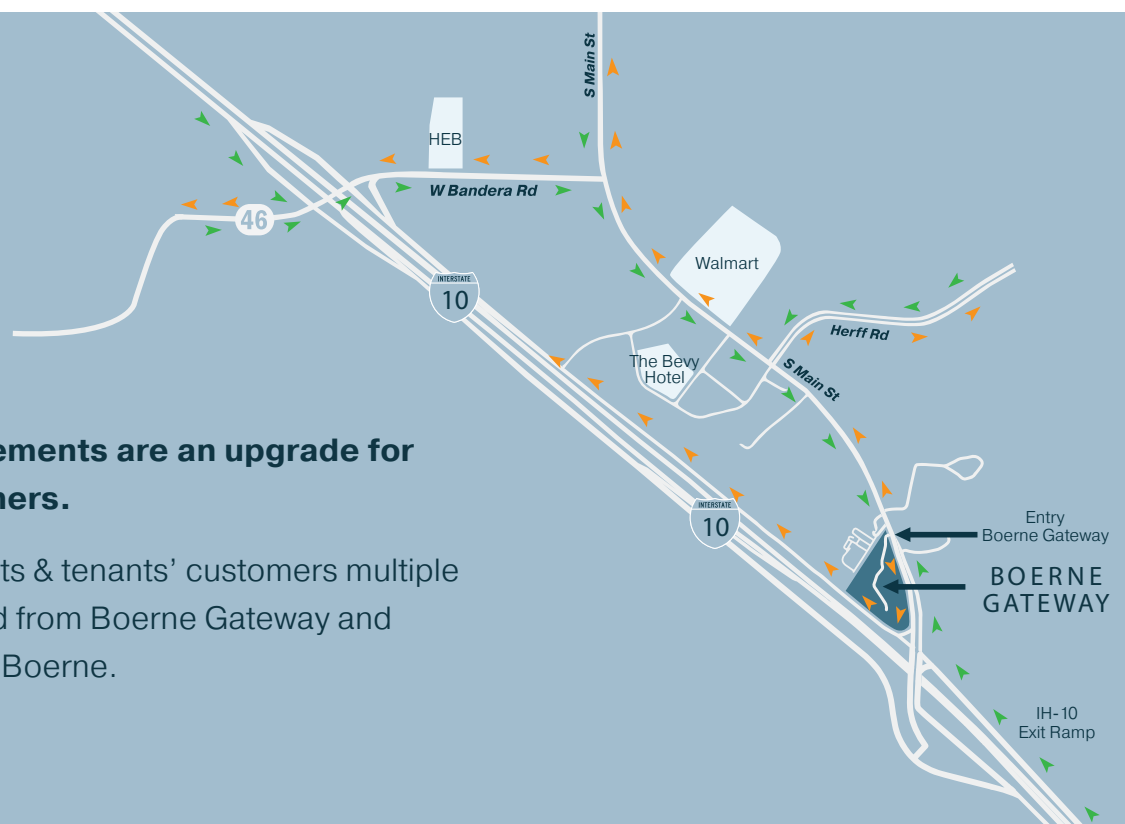 S Main St
HEB
W Bandera Rd
46
Walmart
INTERSTATE
10
Herff Rd
The Bevy
Hotel
S Main St
ements are an upgrade for
ners.
INTERSTATE
10
Entry
Boerne Gateway
ts & tenants’ customers multiple
BOERNE
GATEWAY
d from Boerne Gateway and
Boerne.
IH-10
Exit Ramp